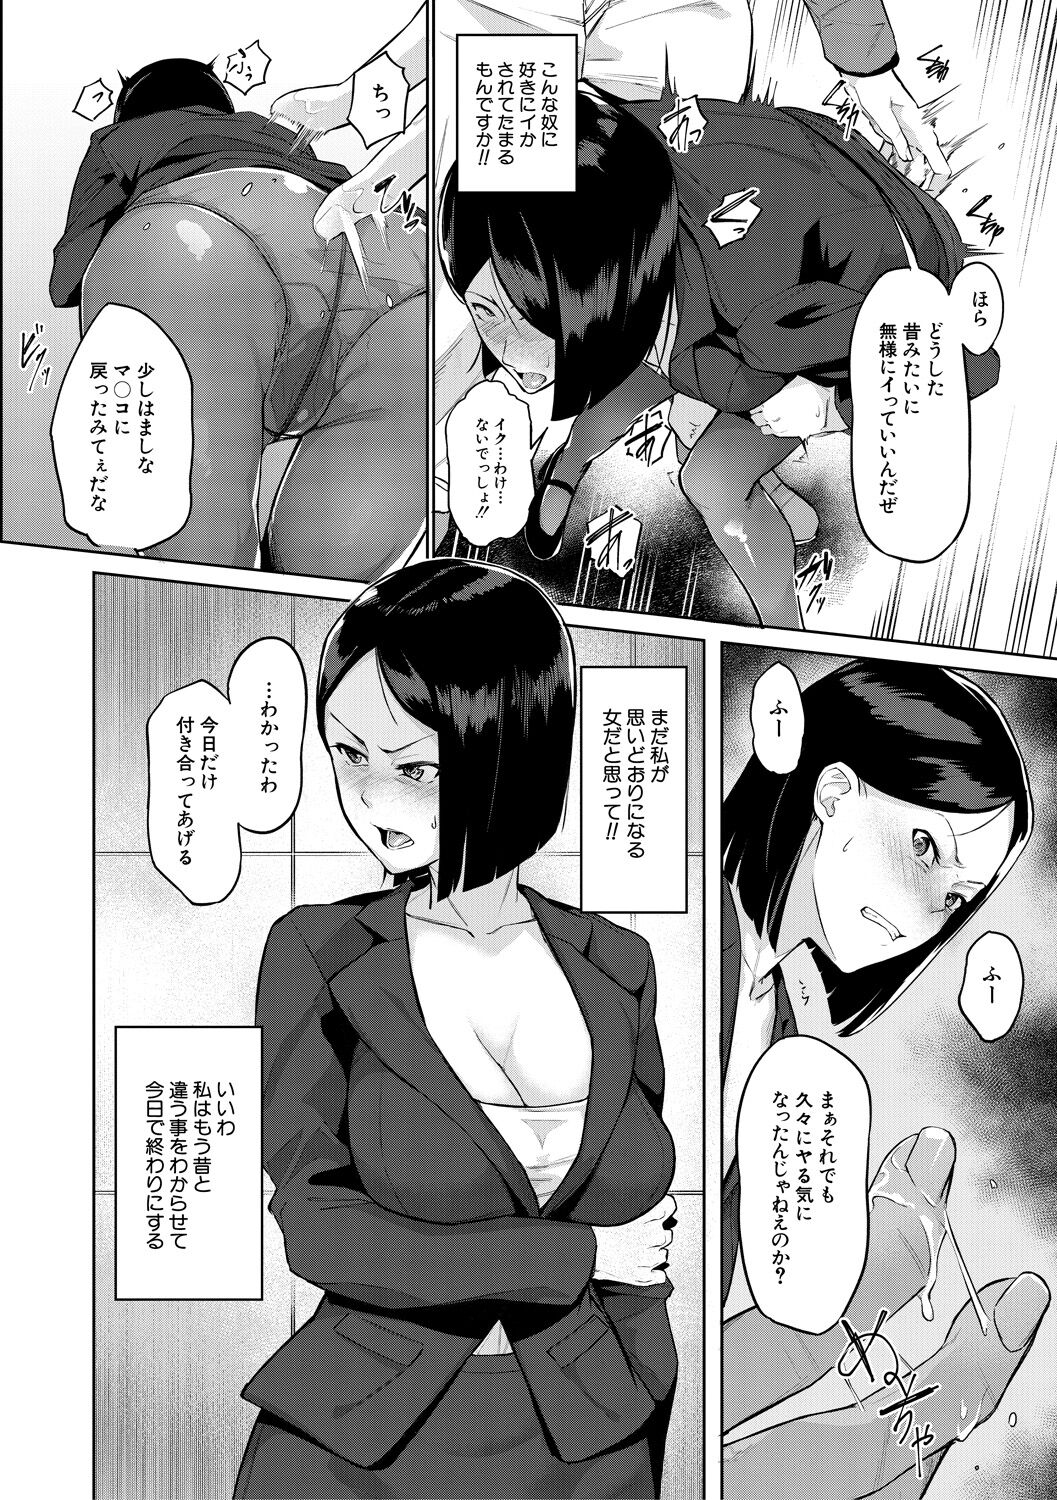 こんな奴に
好きにイか
されてたまる
もんですか!!
ほら
どうした
昔みたいに
無様にイっていいんだぜ
イク…わけ…
ないでっしょ!!
ちっ
ふっ
少しはましな
マ〇コに
戻ったみてぇだな
ふー
ふー
まぁそれでも
久々にヤる気に
なったんじゃねえのか?
まだ私が
思いどおりになる
女だと思って!!
…わかったわ
今日だけ
付き合ってあげる
いいわ
私はもう昔と
違う事をわからせて
今日で終わりにする